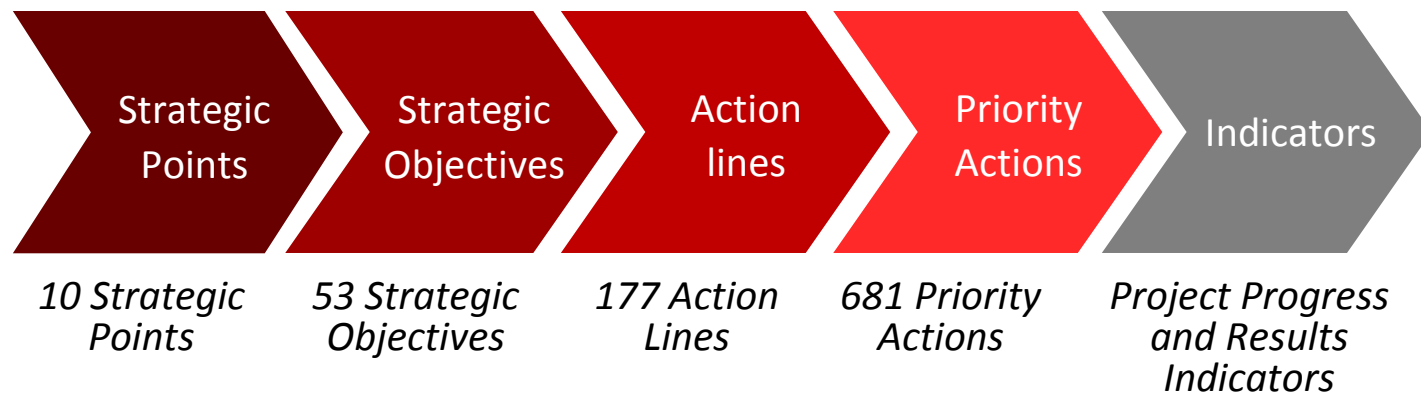 Strategic
Points
Strategic
Objectives
Action
lines
Priority
Actions
Indicators
10 Strategic
Points
53 Strategic
Objectives
177 Action
Lines
681 Priority
Actions
Project Progress
and Results
Indicators